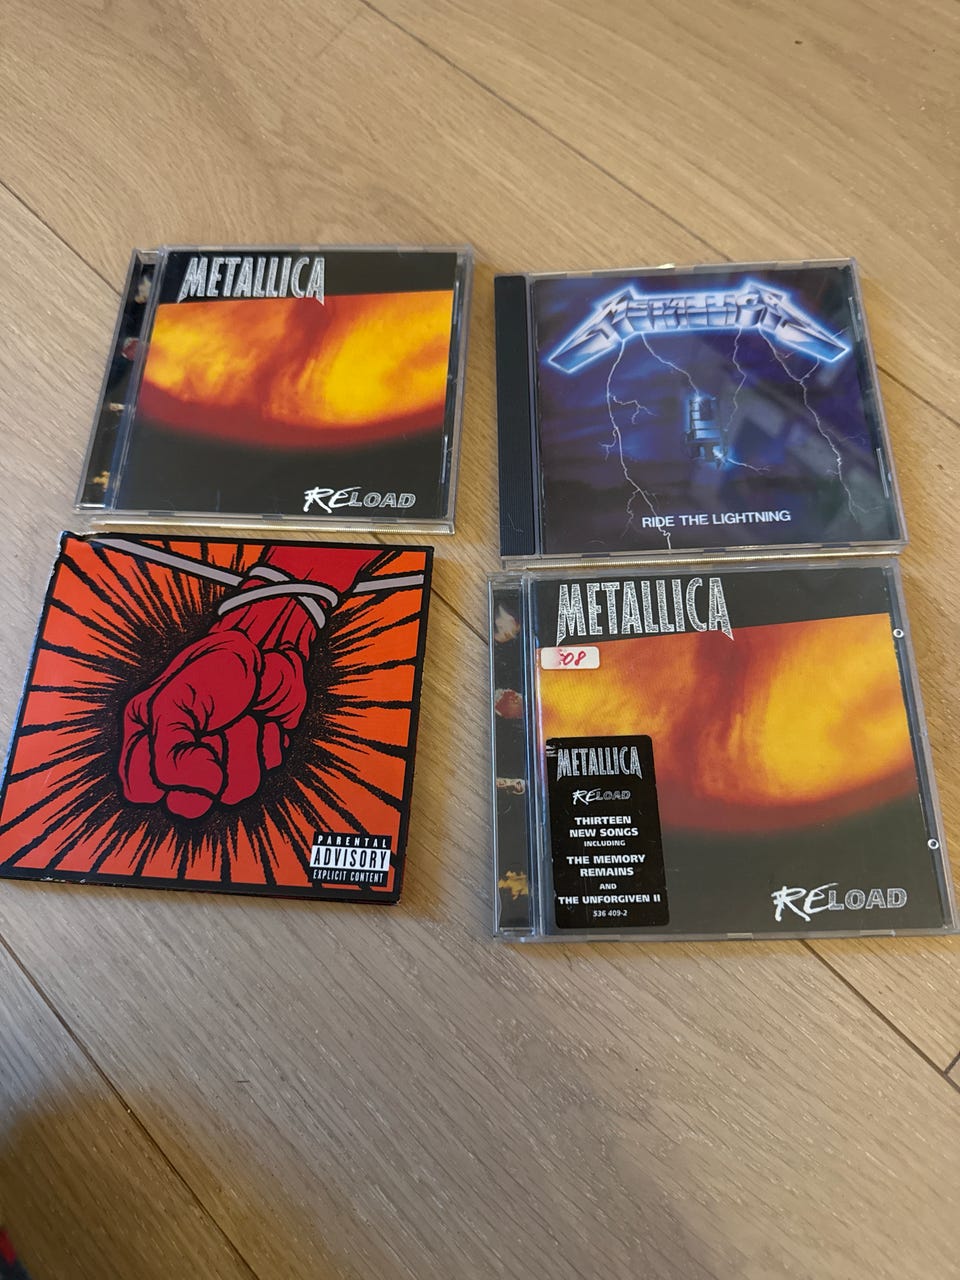 METALLICA
RELOAD
METALLICA
RIDE THE LIGHTNING
PARENTAL
ADVISORY
EXPLICIT CONTENT
METALLICA
METALLICA
RELOAD
THIRTEEN
NEW SONGS
INCLUDING
THE MEMORY
REMAINS
AND
THE UNFORGIVEN II
536 409-2
RELOAD